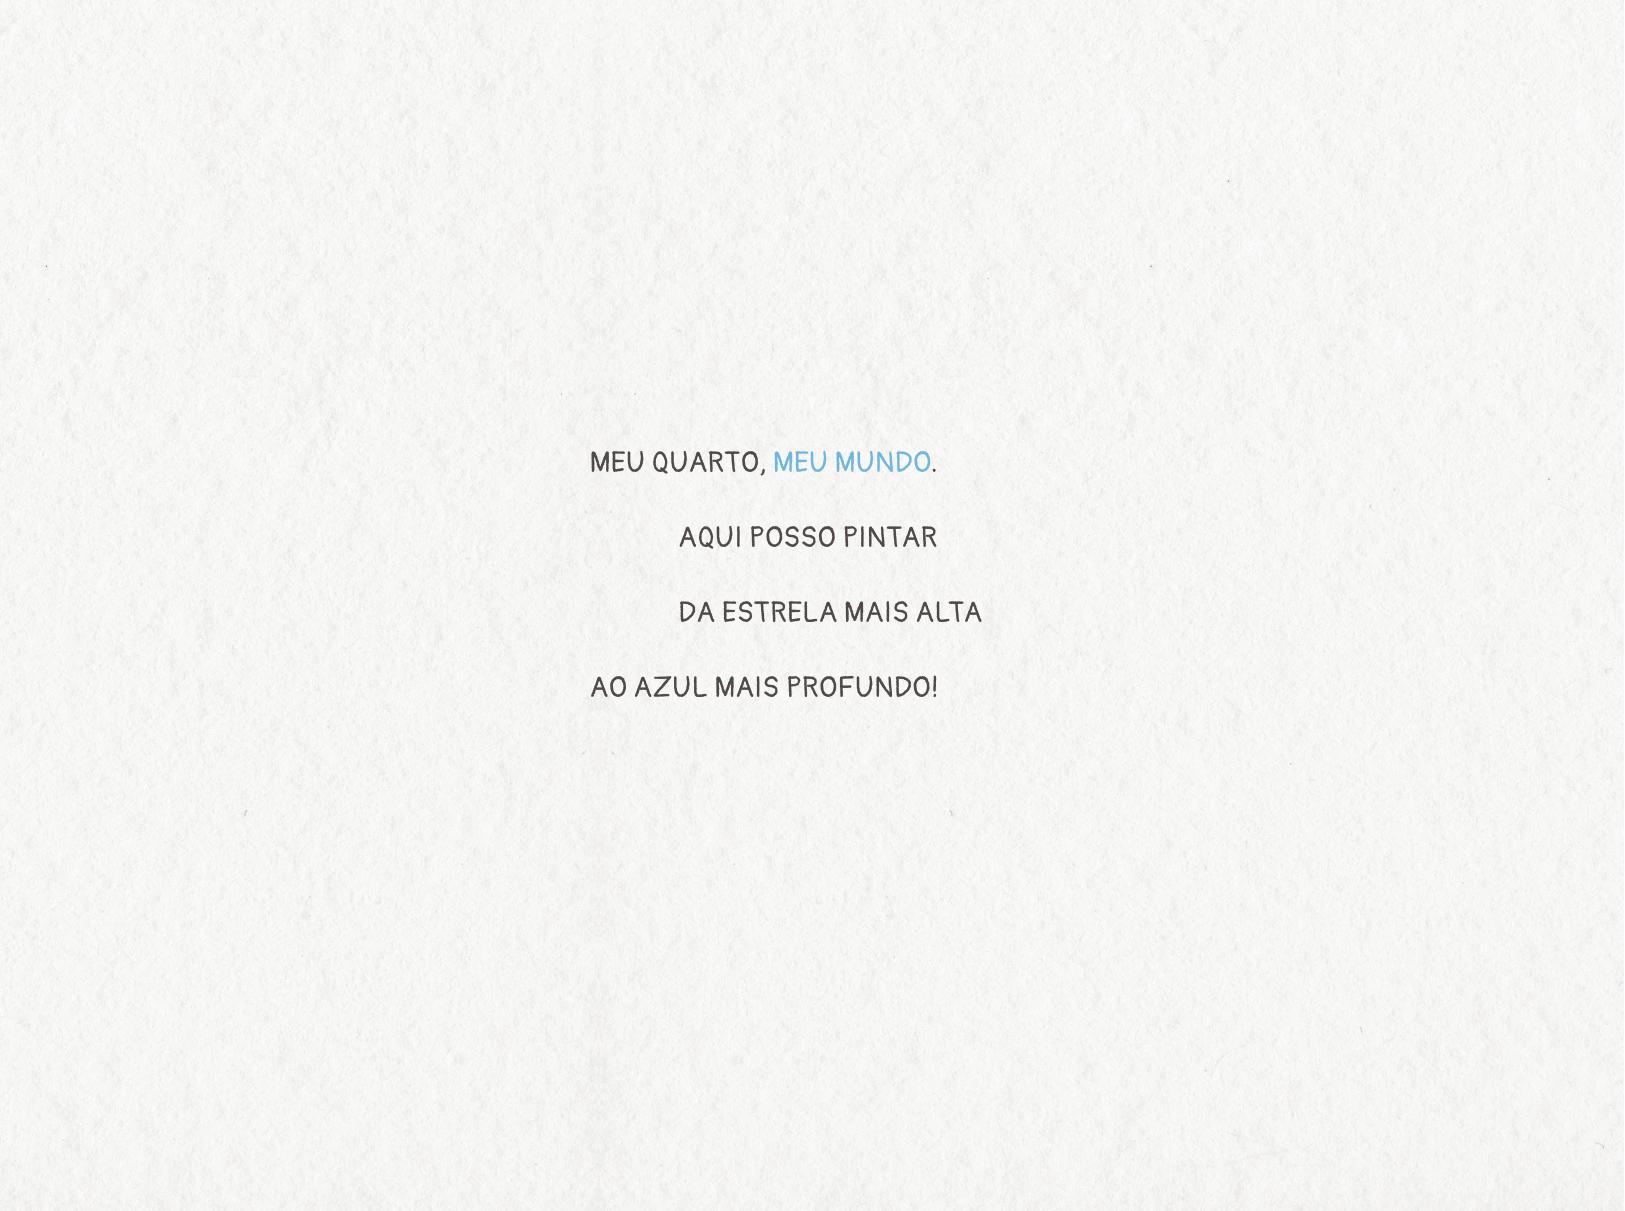 MEU QUARTO, MEU MUNDO.
AQUI POSSO PINTAR
DA ESTRELA MAIS ALTA
AO AZUL MAIS PROFUNDO!